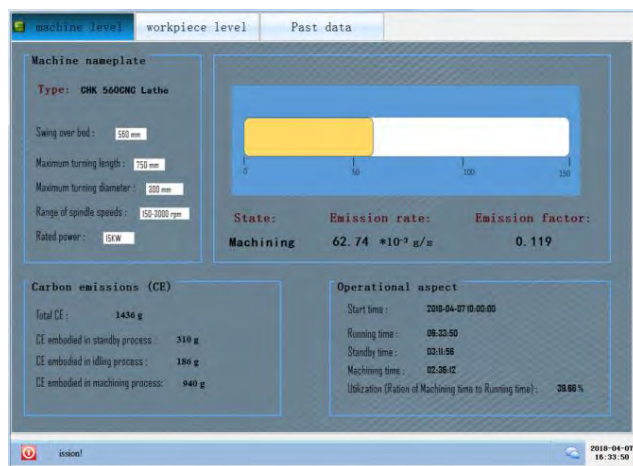 machine level workpiece level Past data
Machine nameplate
Type: CHK 560CNC Lathe
Swing over bed : 560 mm
Maximum turning length : 750 mm
Maximum turning diameter : 300 mm
Range of spindle speeds : 150-3000 rpm
Rated power : 15KW
0 50 100 150
State: Emission rate: Emission factor:
Machining 62.74 *10⁻³ g/s 0.119
Carbon emissions (CE)
Total CE : 1436 g
CE embodied in standby process : 310 g
CE embodied in idling process : 186 g
CE embodied in machining process: 940 g
Operational aspect
Start time : 2018-04-07 10:00:00
Running time : 06:33:50
Standby time : 03:11:56
Machining time : 02:36:12
Utilization (Ration of Machining time to Running time) : 39.66 %
ission!
2018-04-07
16:33:50